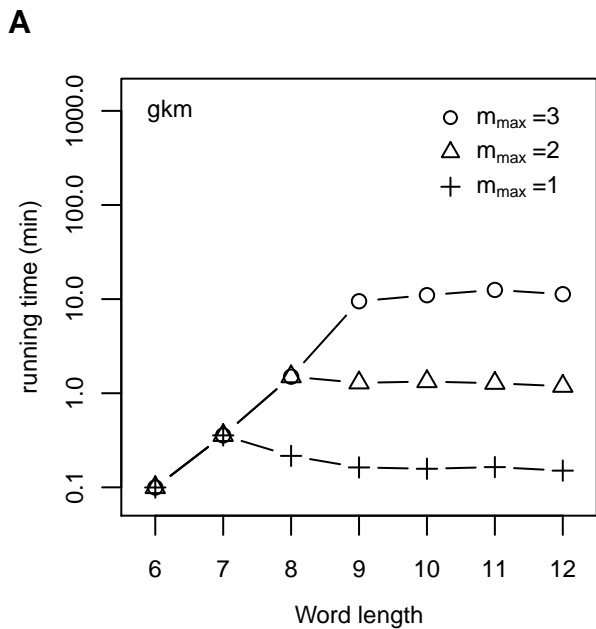 A
gkm
m_max =3
m_max =2
m_max =1
running time (min)
1000.0
100.0
10.0
1.0
0.1
6 7 8 9 10 11 12
Word length